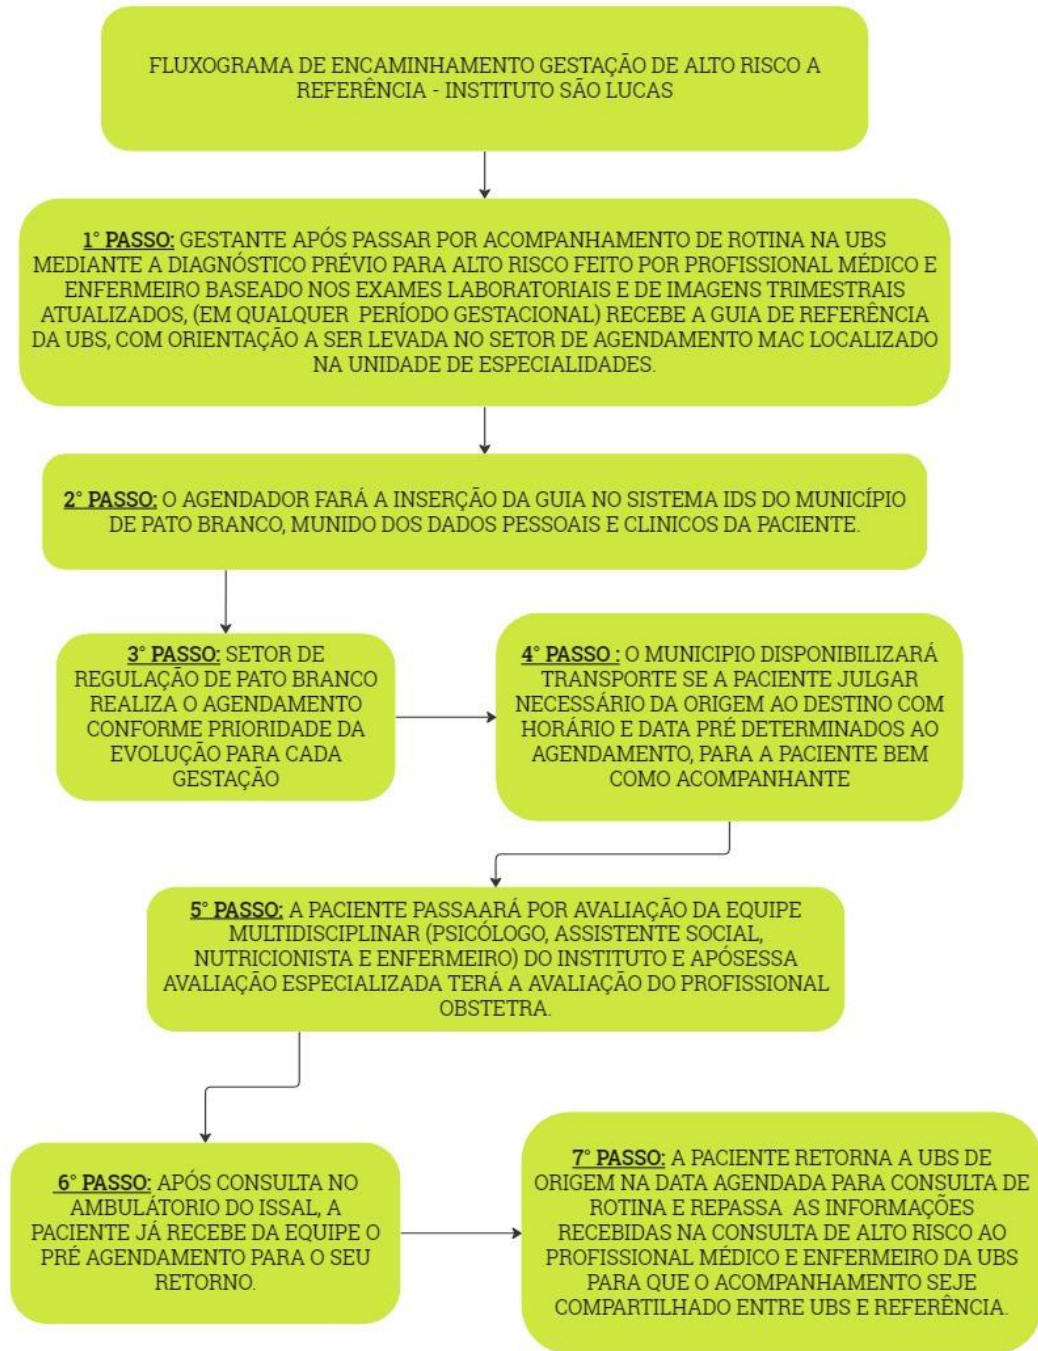 FLUXOGRAMA DE ENCAMINHAMENTO GESTAÇÃO DE ALTO RISCO A
REFERÊNCIA - INSTITUTO SÃO LUCAS
1° PASSO: GESTANTE APÓS PASSAR POR ACOMPANHAMENTO DE ROTINA NA UBS
MEDIANTE A DIAGNÓSTICO PRÉVIO PARA ALTO RISCO FEITO POR PROFISSIONAL MÉDICO E
ENFERMEIRO BASEADO NOS EXAMES LABORATORIAIS E DE IMAGENS TRIMESTRAIS
ATUALIZADOS, (EM QUALQUER PERÍODO GESTACIONAL) RECEBE A GUIA DE REFERÊNCIA
DA UBS, COM ORIENTAÇÃO A SER LEVADA NO SETOR DE AGENDAMENTO MAC LOCALIZADO
NA UNIDADE DE ESPECIALIDADES.
2° PASSO: O AGENDADOR FARÁ A INSERÇÃO DA GUIA NO SISTEMA IDS DO MUNICÍPIO
DE PATO BRANCO, MUNIDO DOS DADOS PESSOAIS E CLINICOS DA PACIENTE.
3° PASSO: SETOR DE
REGULAÇÃO DE PATO BRANCO
REALIZA O AGENDAMENTO
CONFORME PRIORIDADE DA
EVOLUÇÃO PARA CADA
GESTAÇÃO
4° PASSO : O MUNICIPIO DISPONIBILIZARÁ
TRANSPORTE SE A PACIENTE JULGAR
NECESSÁRIO DA ORIGEM AO DESTINO COM
HORÁRIO E DATA PRÉ DETERMINADOS AO
AGENDAMENTO, PARA A PACIENTE BEM
COMO ACOMPANHANTE
5° PASSO: A PACIENTE PASSAARÁ POR AVALIAÇÃO DA EQUIPE
MULTIDISCIPLINAR (PSICÓLOGO, ASSISTENTE SOCIAL,
NUTRICIONISTA E ENFERMEIRO) DO INSTITUTO E APÓSESSA
AVALIAÇÃO ESPECIALIZADA TERÁ A AVALIAÇÃO DO PROFISSIONAL
OBSTETRA.
6° PASSO: APÓS CONSULTA NO
AMBULÁTORIO DO ISSAL, A
PACIENTE JÁ RECEBE DA EQUIPE O
PRÉ AGENDAMENTO PARA O SEU
RETORNO.
7° PASSO: A PACIENTE RETORNA A UBS DE
ORIGEM NA DATA AGENDADA PARA CONSULTA DE
ROTINA E REPASSA AS INFORMAÇÕES
RECEBIDAS NA CONSULTA DE ALTO RISCO AO
PROFISSIONAL MÉDICO E ENFERMEIRO DA UBS
PARA QUE O ACOMPANHAMENTO SEJE
COMPARTILHADO ENTRE UBS E REFERÊNCIA.